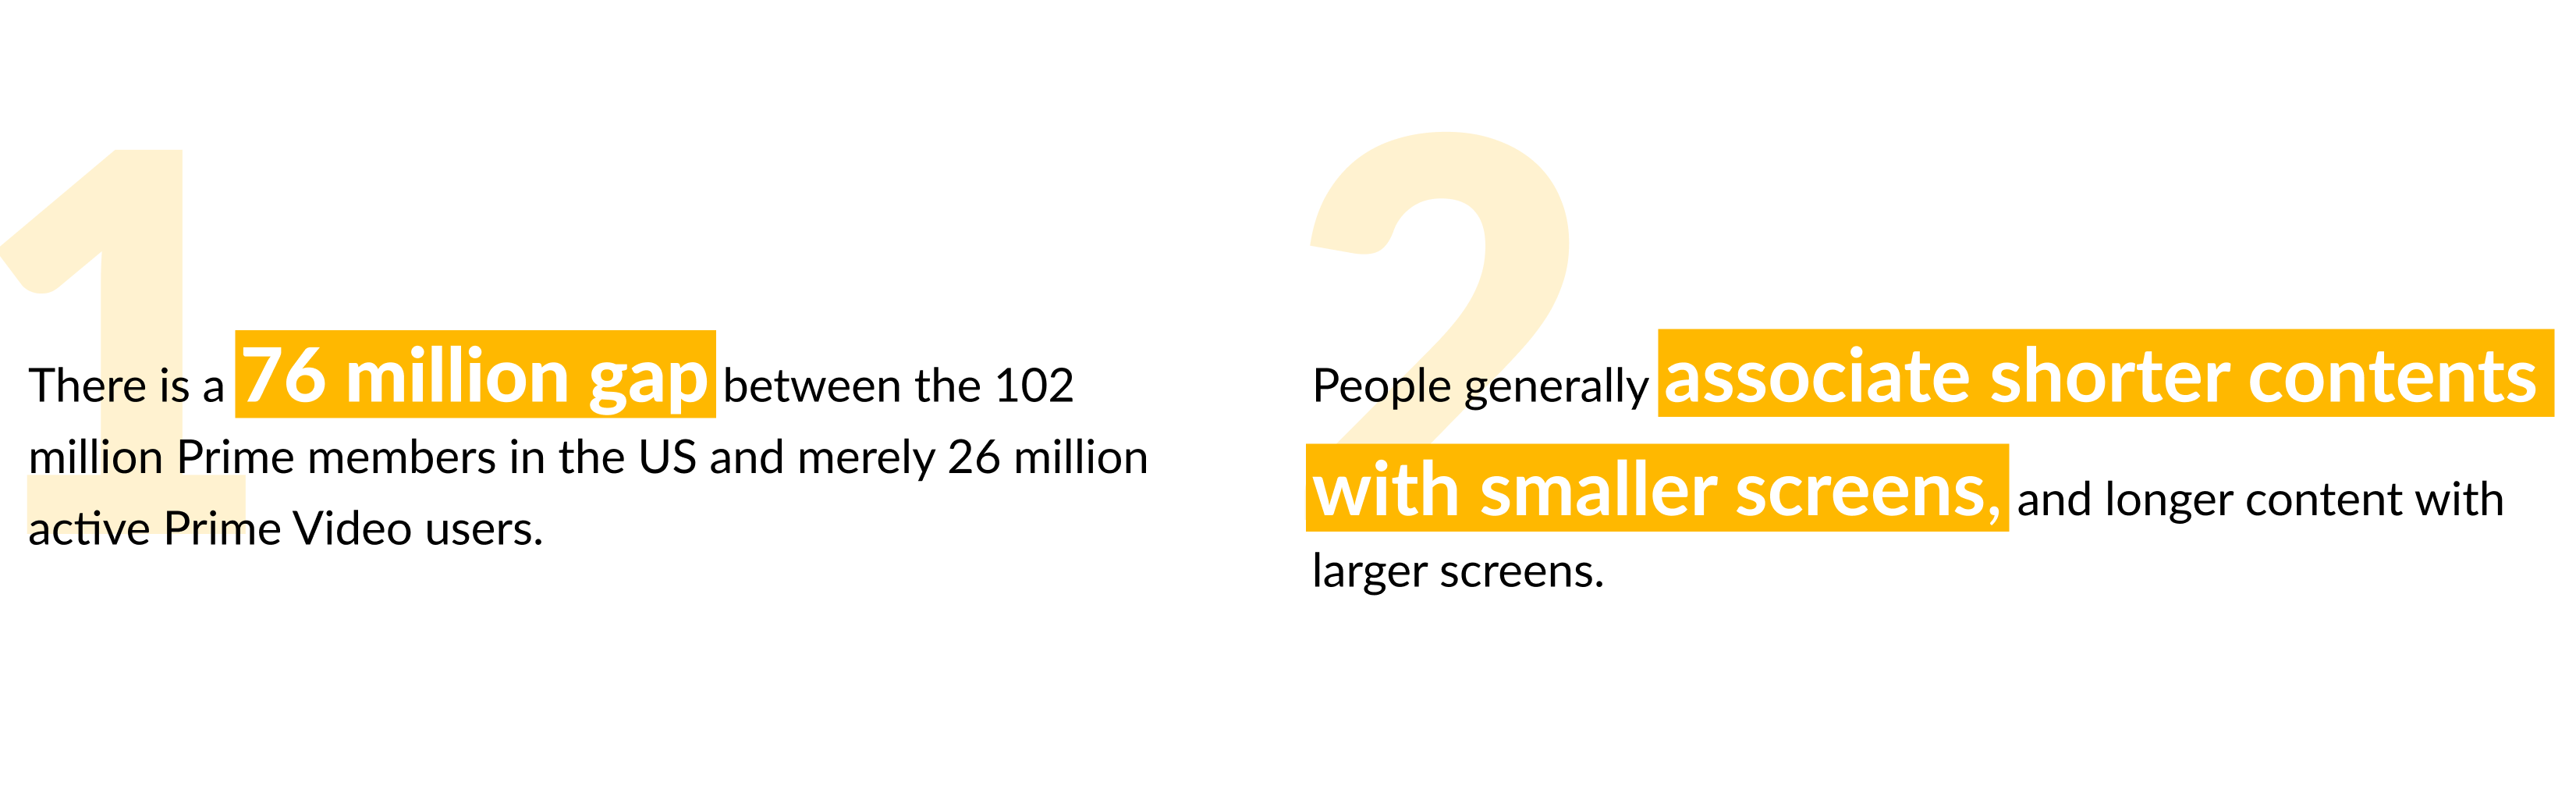 1
There is a 76 million gap between the 102
million Prime members in the US and merely 26 million
active Prime Video users.
2
People generally associate shorter contents
with smaller screens, and longer content with
larger screens.